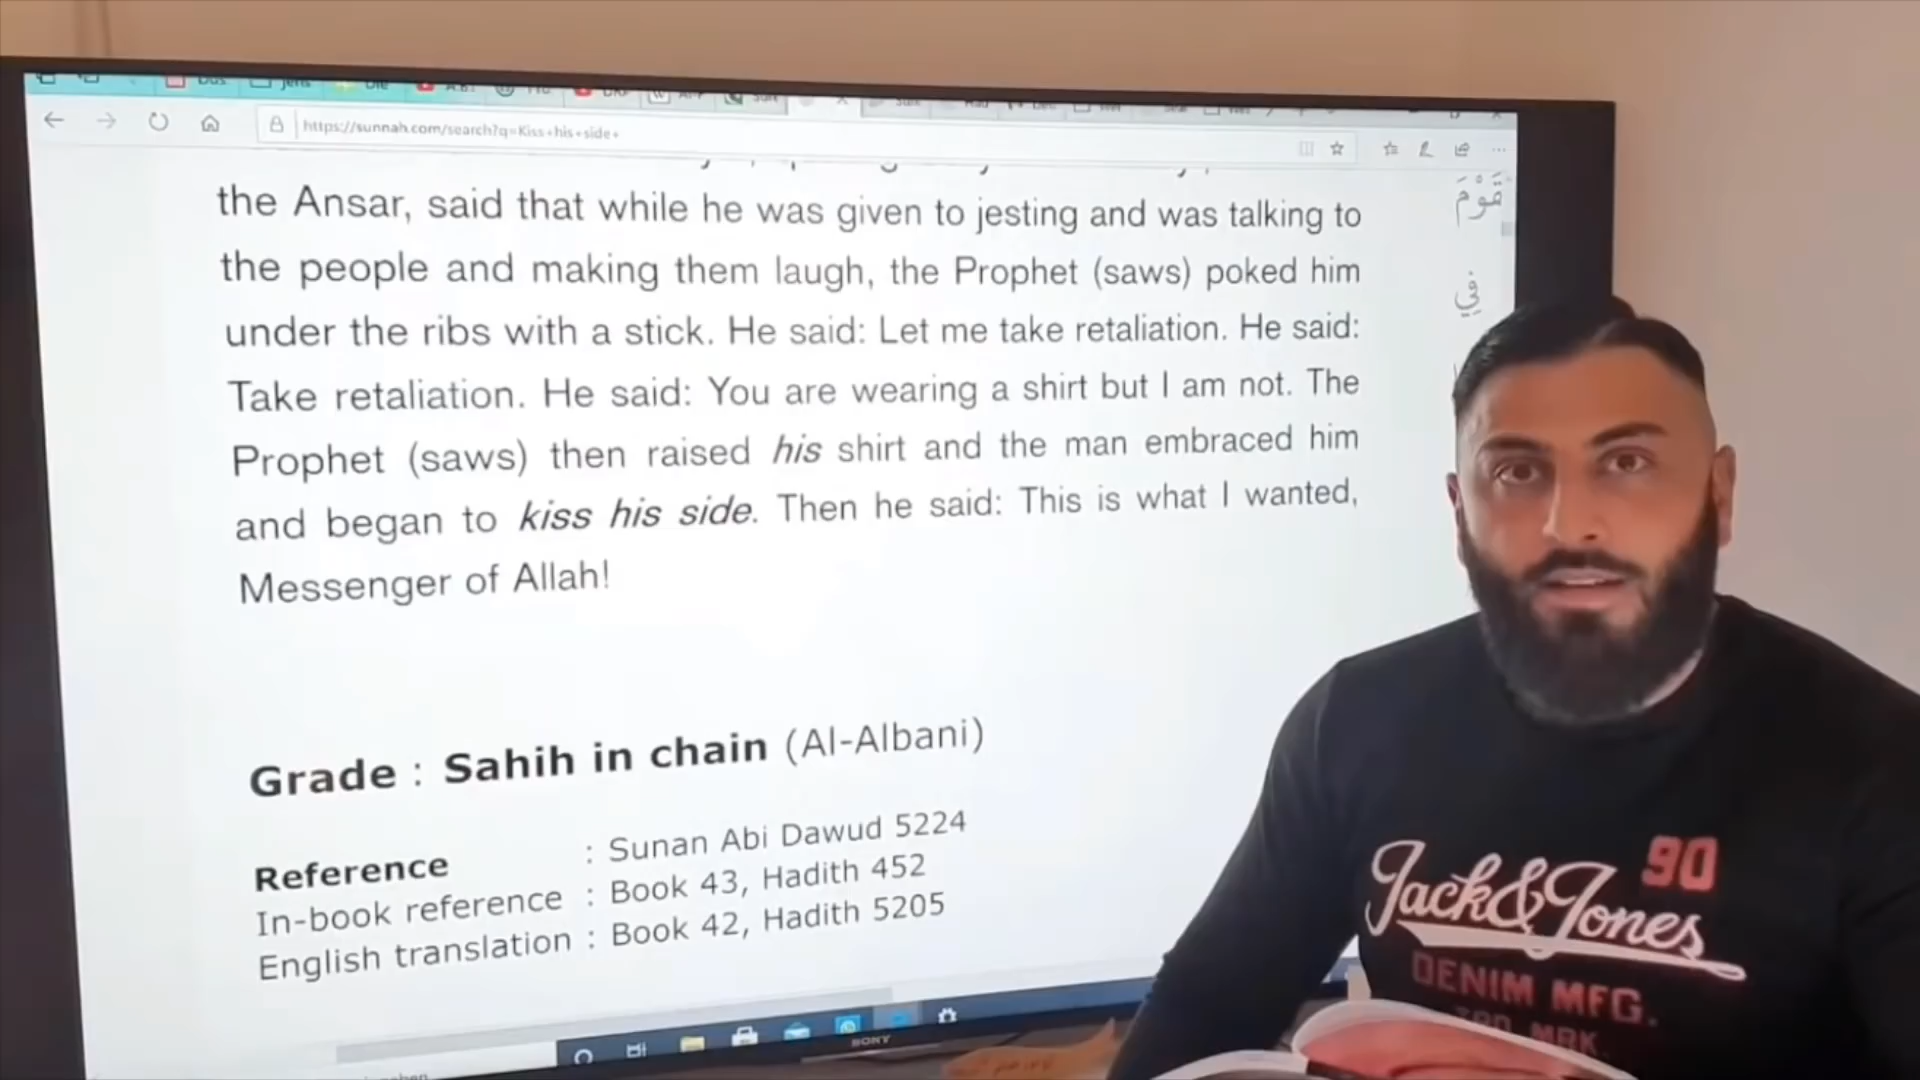 https://sunnah.com/search?q=Kiss+his+side+
the Ansar, said that while he was given to jesting and was talking to
the people and making them laugh, the Prophet (saws) poked him
under the ribs with a stick. He said: Let me take retaliation. He said:
Take retaliation. He said: You are wearing a shirt but I am not. The
Prophet (saws) then raised his shirt and the man embraced him
and began to kiss his side. Then he said: This is what I wanted,
Messenger of Allah!
قَوْمَ
فِي
Grade : Sahih in chain (Al-Albani)
Reference : Sunan Abi Dawud 5224
In-book reference : Book 43, Hadith 452
English translation : Book 42, Hadith 5205
SONY
90
Jack&Jones
DENIM MFG.
MRK.